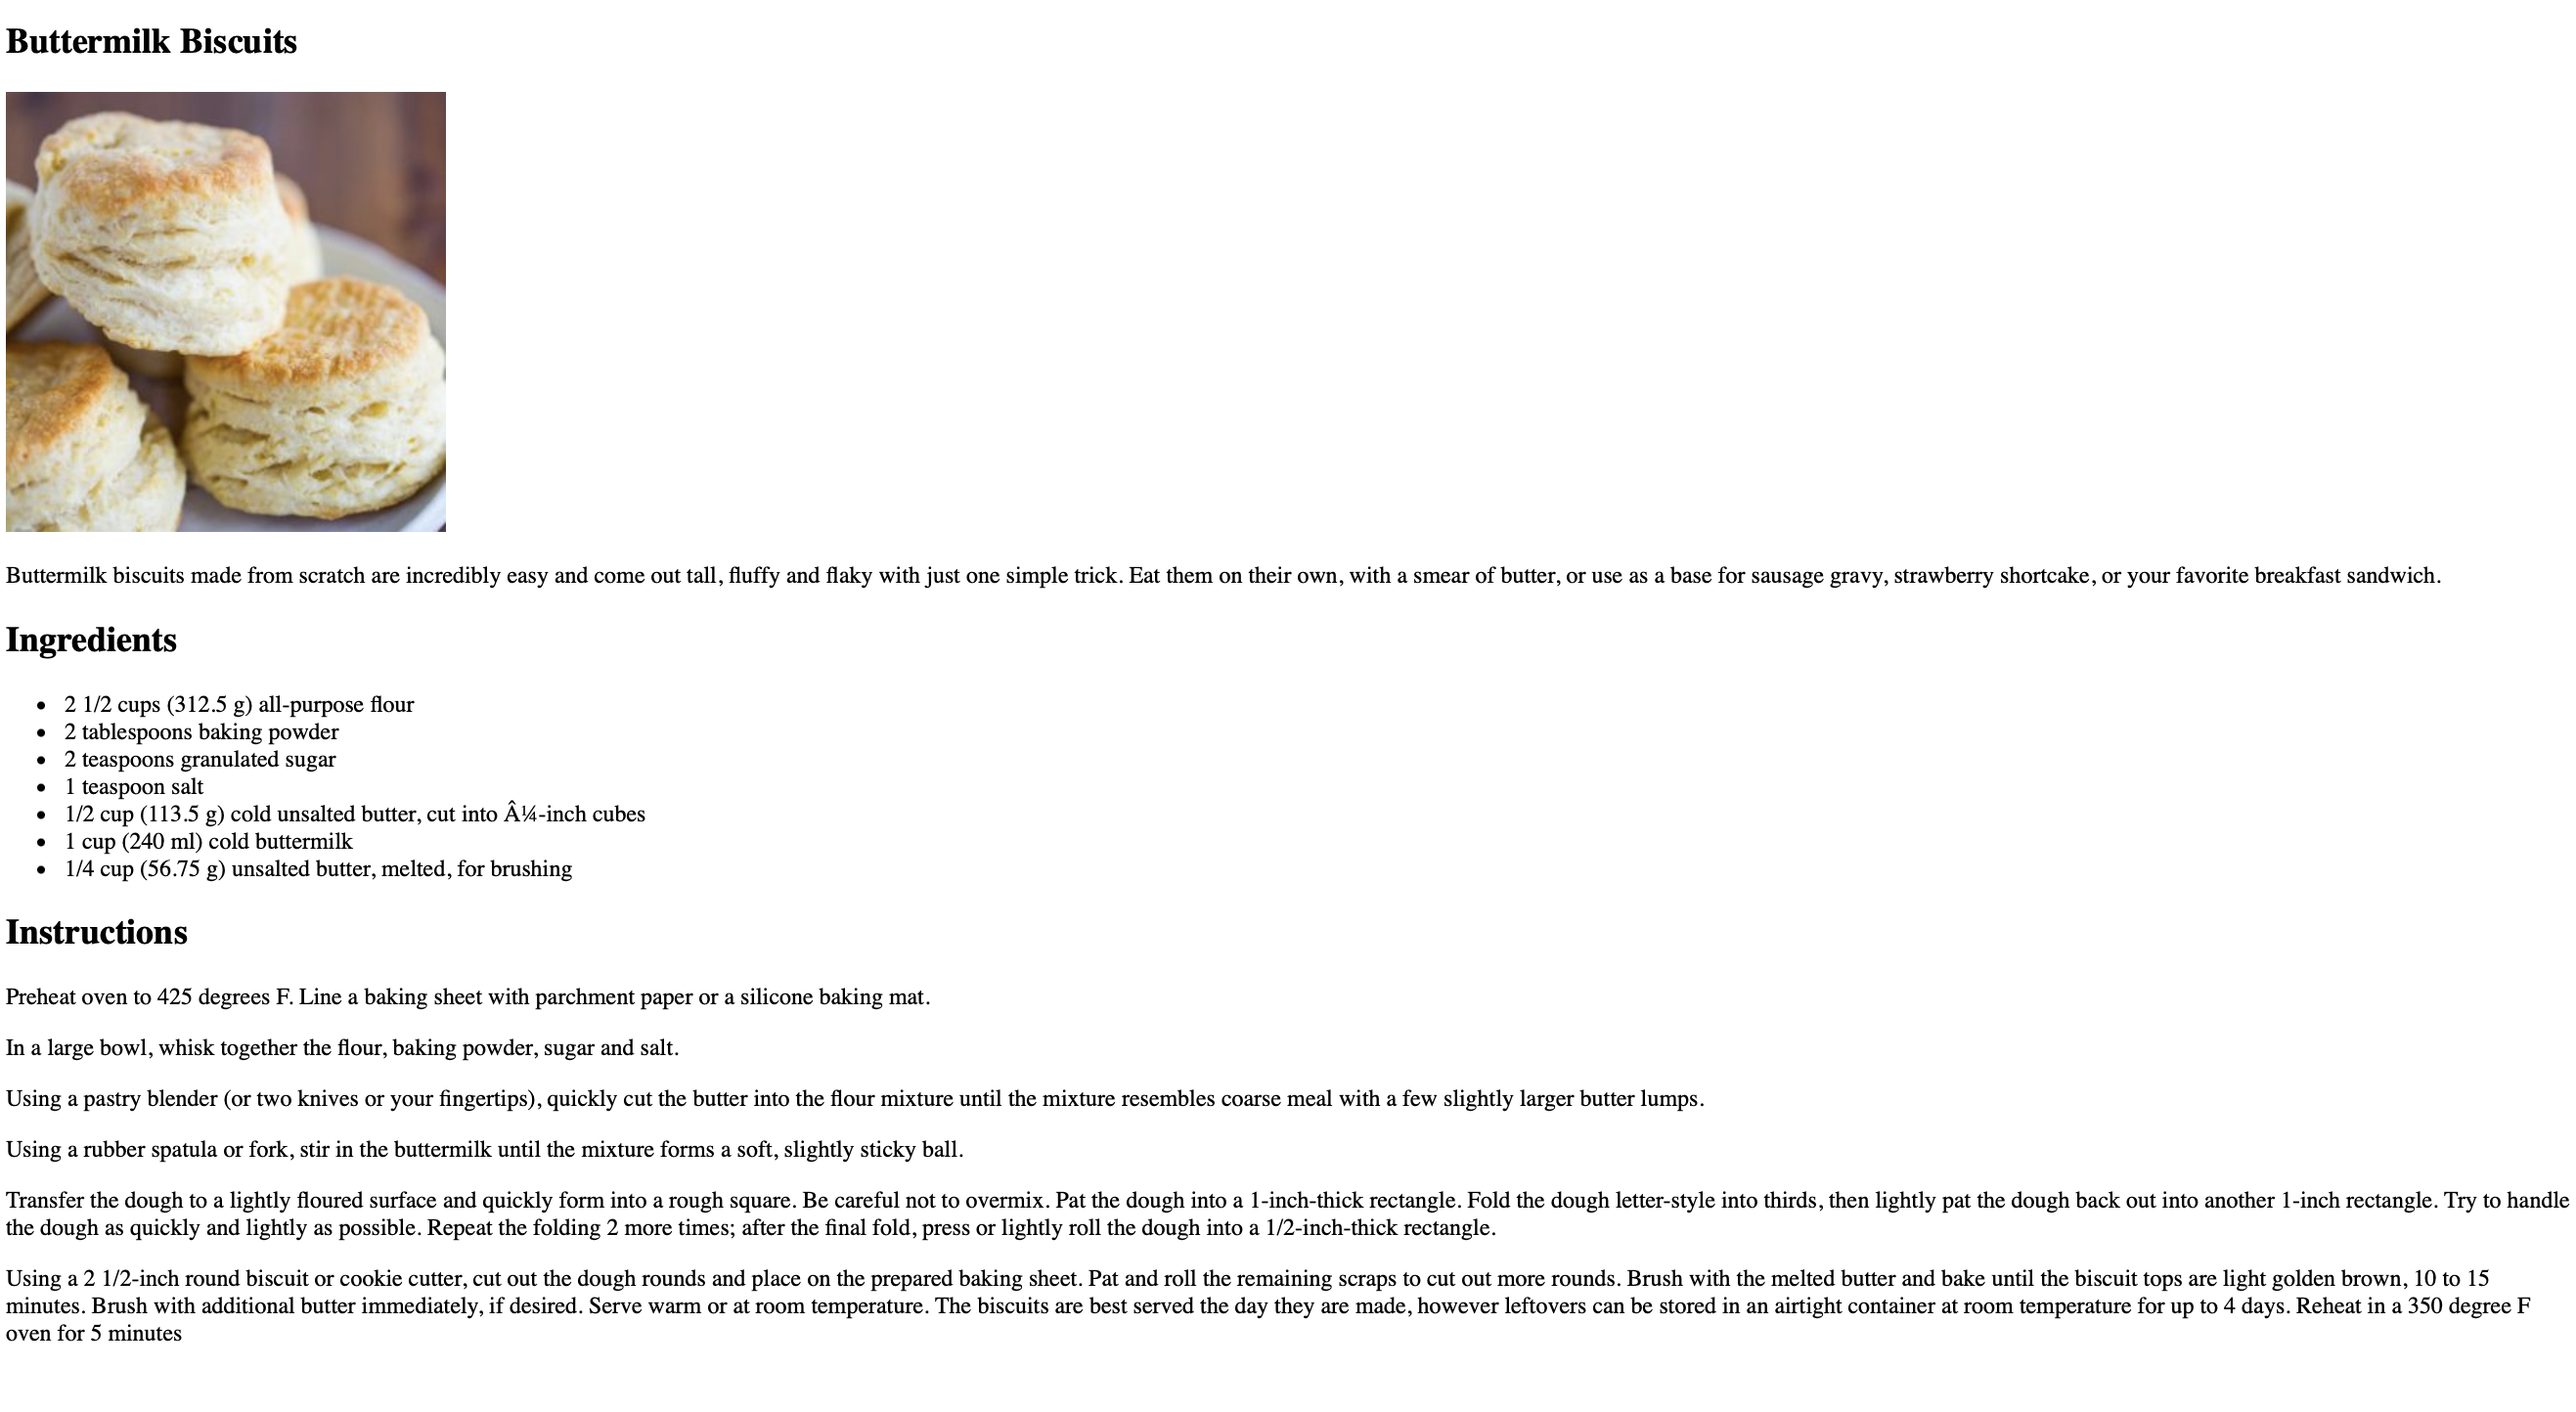 Buttermilk Biscuits
Buttermilk biscuits made from scratch are incredibly easy and come out tall, fluffy and flaky with just one simple trick. Eat them on their own, with a smear of butter, or use as a base for sausage gravy, strawberry shortcake, or your favorite breakfast sandwich.
Ingredients
• 2 1/2 cups (312.5 g) all-purpose flour
• 2 tablespoons baking powder
• 2 teaspoons granulated sugar
• 1 teaspoon salt
• 1/2 cup (113.5 g) cold unsalted butter, cut into Â¼-inch cubes
• 1 cup (240 ml) cold buttermilk
• 1/4 cup (56.75 g) unsalted butter, melted, for brushing
Instructions
Preheat oven to 425 degrees F. Line a baking sheet with parchment paper or a silicone baking mat.
In a large bowl, whisk together the flour, baking powder, sugar and salt.
Using a pastry blender (or two knives or your fingertips), quickly cut the butter into the flour mixture until the mixture resembles coarse meal with a few slightly larger butter lumps.
Using a rubber spatula or fork, stir in the buttermilk until the mixture forms a soft, slightly sticky ball.
Transfer the dough to a lightly floured surface and quickly form into a rough square. Be careful not to overmix. Pat the dough into a 1-inch-thick rectangle. Fold the dough letter-style into thirds, then lightly pat the dough back out into another 1-inch rectangle. Try to handle
the dough as quickly and lightly as possible. Repeat the folding 2 more times; after the final fold, press or lightly roll the dough into a 1/2-inch-thick rectangle.
Using a 2 1/2-inch round biscuit or cookie cutter, cut out the dough rounds and place on the prepared baking sheet. Pat and roll the remaining scraps to cut out more rounds. Brush with the melted butter and bake until the biscuit tops are light golden brown, 10 to 15
minutes. Brush with additional butter immediately, if desired. Serve warm or at room temperature. The biscuits are best served the day they are made, however leftovers can be stored in an airtight container at room temperature for up to 4 days. Reheat in a 350 degree F
oven for 5 minutes